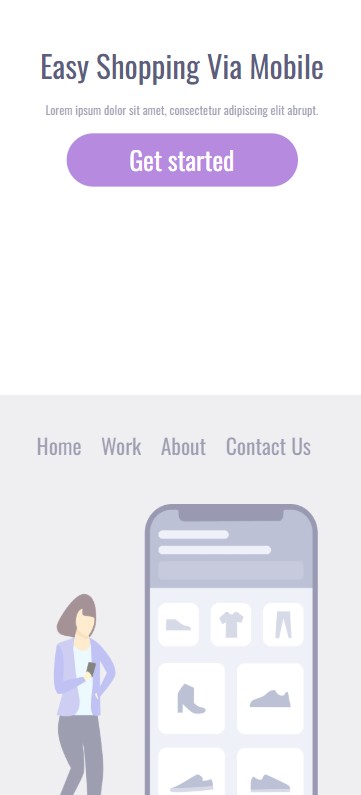 Easy Shopping Via Mobile
Lorem ipsum dolor sit amet, consectetur adipiscing elit abrupt.
Get started
Home Work About Contact Us